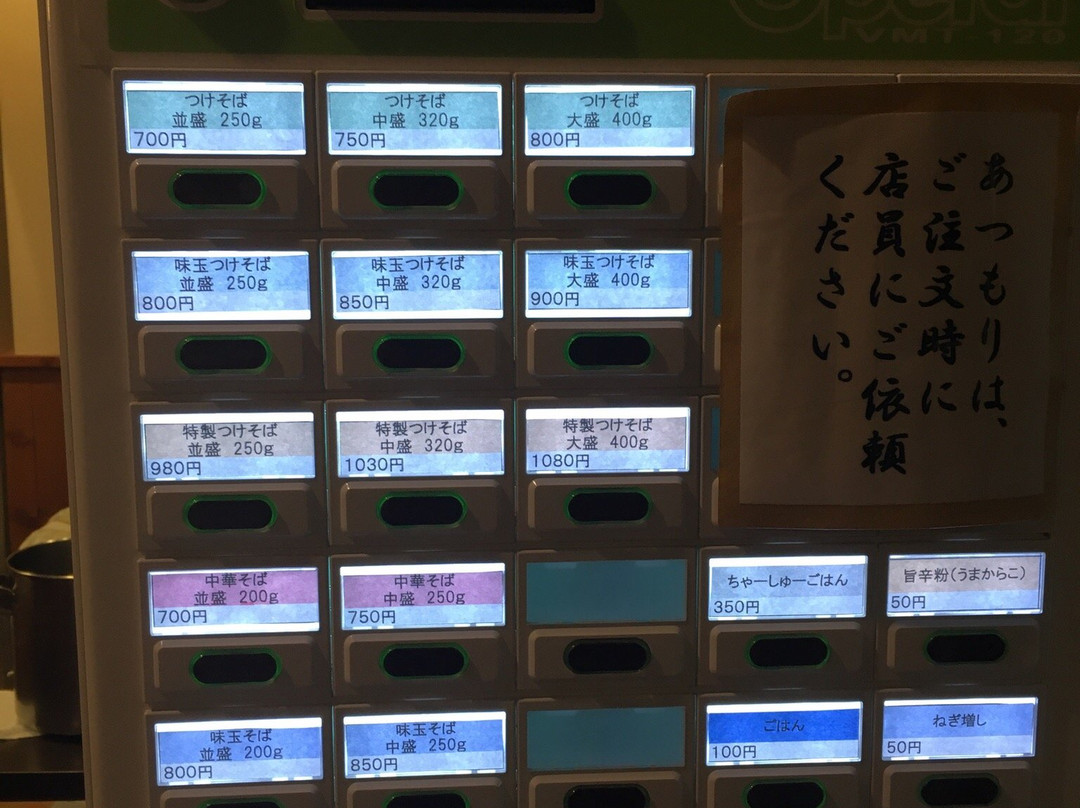 Special
VMT-120
つけそば
並盛 250g
700円
つけそば
中盛 320g
750円
つけそば
大盛 400g
800円
味玉つけそば
並盛 250g
800円
味玉つけそば
中盛 320g
850円
味玉つけそば
大盛 400g
900円
特製つけそば
並盛 250g
980円
特製つけそば
中盛 320g
1030円
特製つけそば
大盛 400g
1080円
あつもりは、
ご注文時に
店員にご依頼
ください。
中華そば
並盛 200g
700円
中華そば
中盛 250g
750円
ちゃーしゅーごはん
350円
旨辛粉(うまからこ)
50円
味玉そば
並盛 200g
800円
味玉そば
中盛 250g
850円
ごはん
100円
ねぎ増し
50円